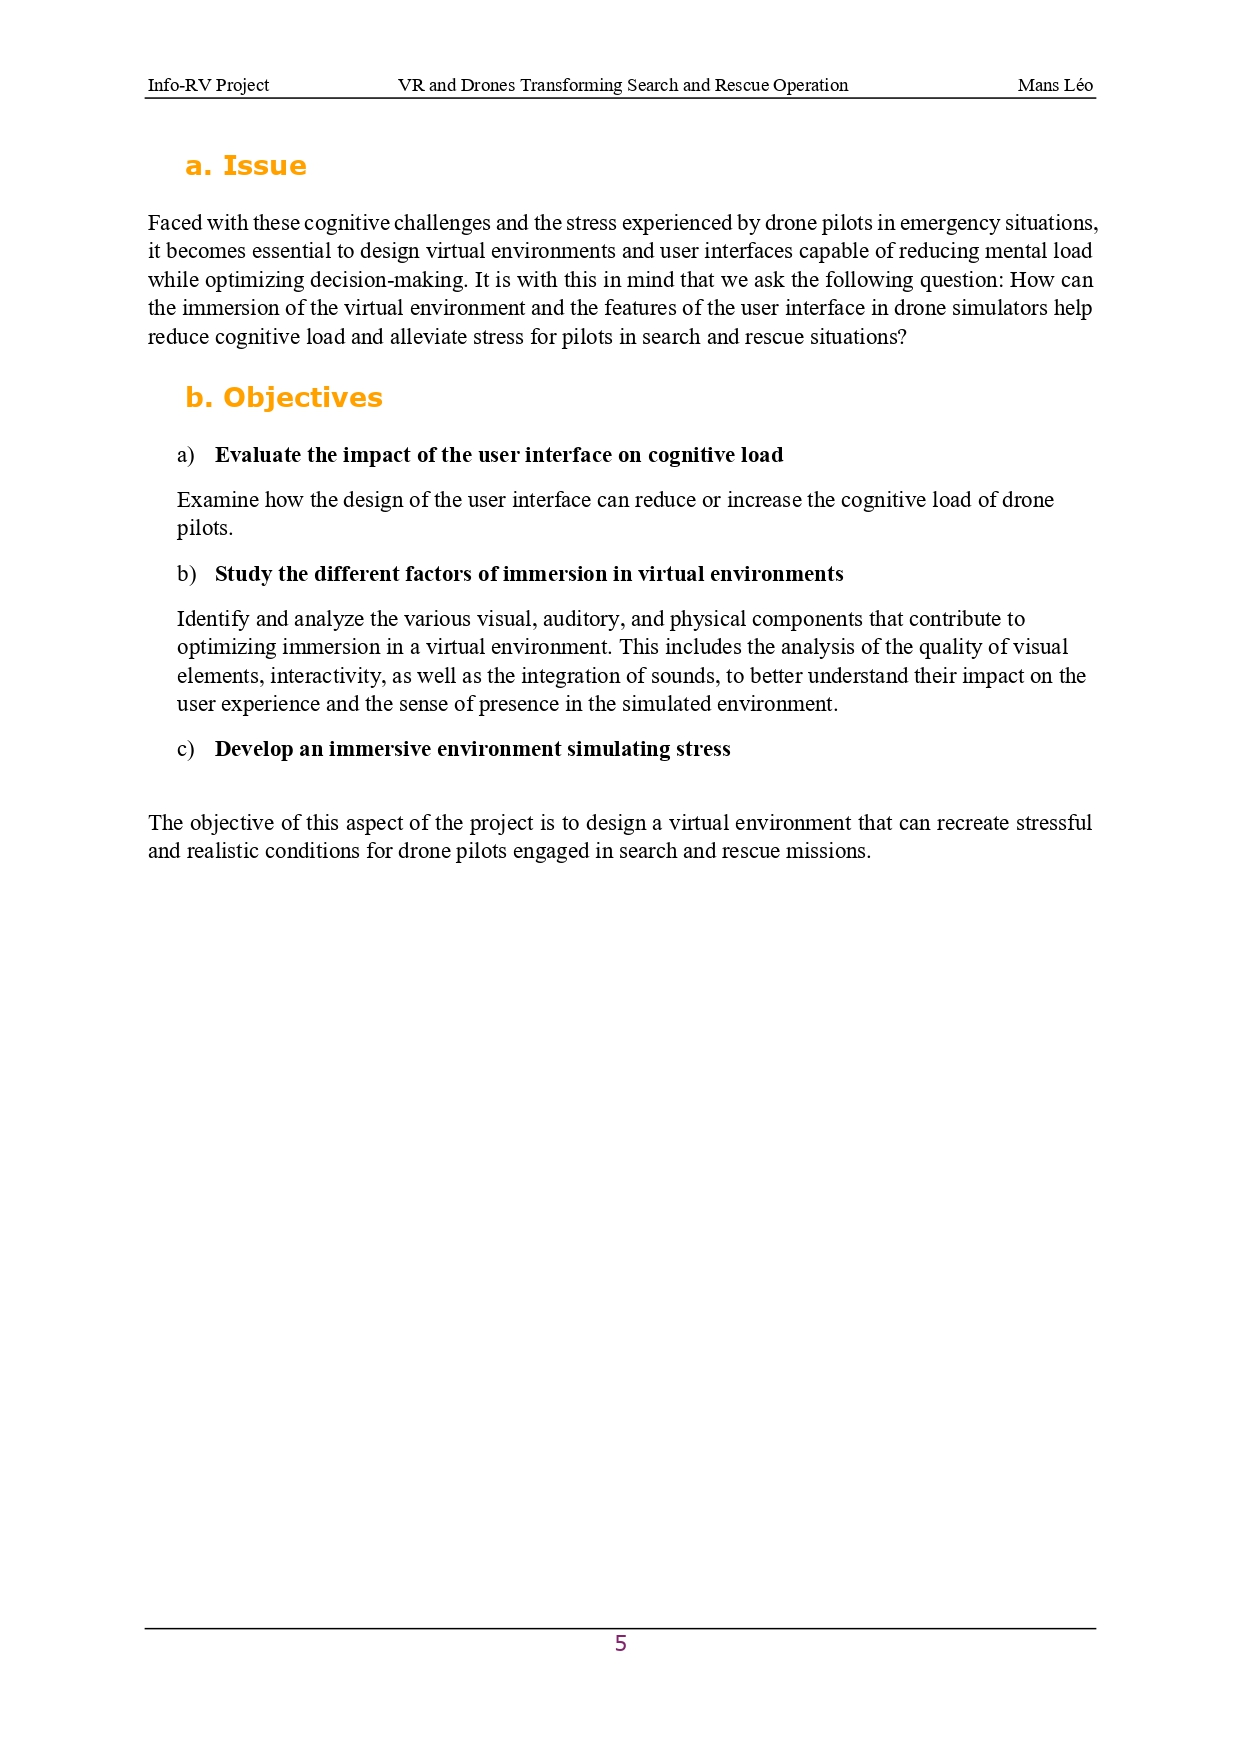 Info-RV Project VR and Drones Transforming Search and Rescue Operation Mans Léo
a. Issue
Faced with these cognitive challenges and the stress experienced by drone pilots in emergency situations,
it becomes essential to design virtual environments and user interfaces capable of reducing mental load
while optimizing decision-making. It is with this in mind that we ask the following question: How can
the immersion of the virtual environment and the features of the user interface in drone simulators help
reduce cognitive load and alleviate stress for pilots in search and rescue situations?
b. Objectives
a) Evaluate the impact of the user interface on cognitive load
Examine how the design of the user interface can reduce or increase the cognitive load of drone
pilots.
b) Study the different factors of immersion in virtual environments
Identify and analyze the various visual, auditory, and physical components that contribute to
optimizing immersion in a virtual environment. This includes the analysis of the quality of visual
elements, interactivity, as well as the integration of sounds, to better understand their impact on the
user experience and the sense of presence in the simulated environment.
c) Develop an immersive environment simulating stress
The objective of this aspect of the project is to design a virtual environment that can recreate stressful
and realistic conditions for drone pilots engaged in search and rescue missions.
5